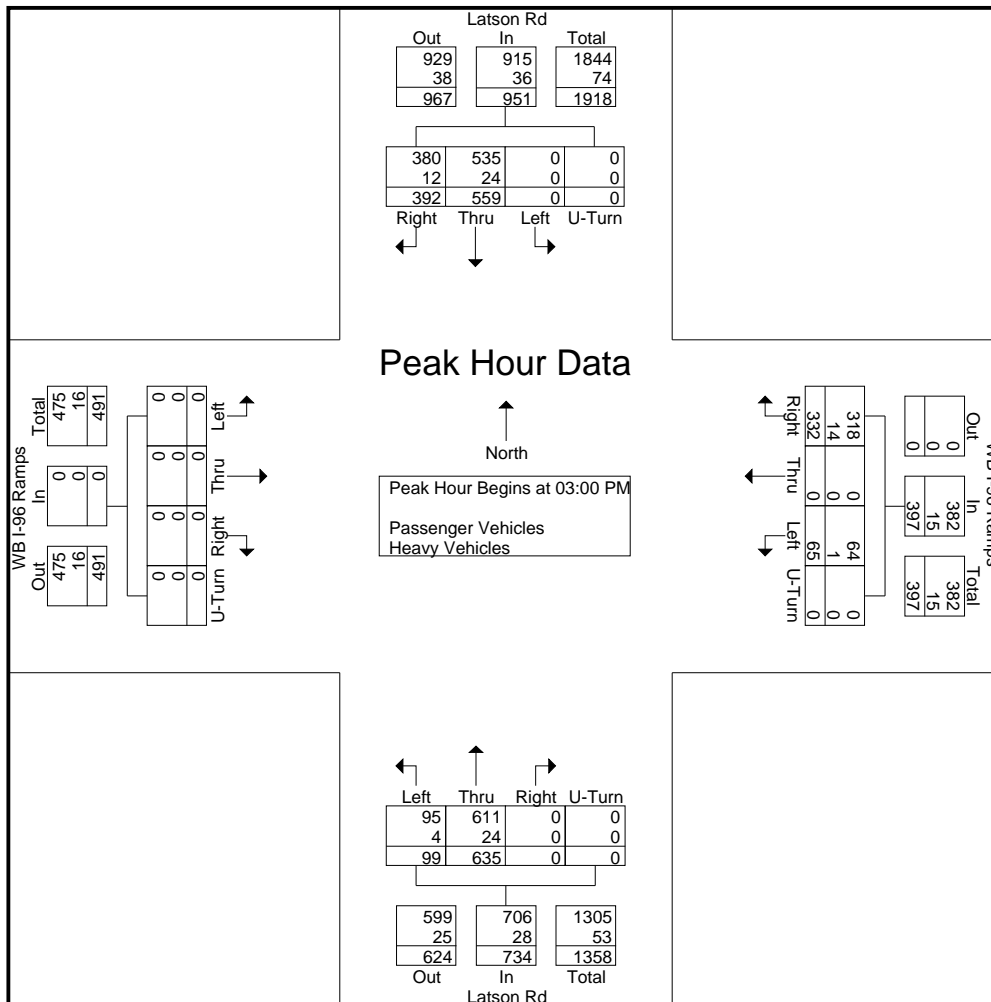 Latson Rd
Out In Total
929 915 1844
38 36 74
967 951 1918
380 535 0 0
12 24 0 0
392 559 0 0
Right Thru Left U-Turn
Peak Hour Data
North
Peak Hour Begins at 03:00 PM
Passenger Vehicles
Heavy Vehicles
WB I-96 Ramps
Out In Total
475 0 475
16 0 16
491 0 491
0 0 0 0
0 0 0 0
0 0 0 0
U-Turn Right Thru Left
WB I-96 Ramps
Out In Total
0 382 382
0 15 15
0 397 397
318 0 64 0
14 0 1 0
332 0 65 0
Right Thru Left U-Turn
Left Thru Right U-Turn
95 611 0 0
4 24 0 0
99 635 0 0
599 706 1305
25 28 53
624 734 1358
Out In Total
Latson Rd